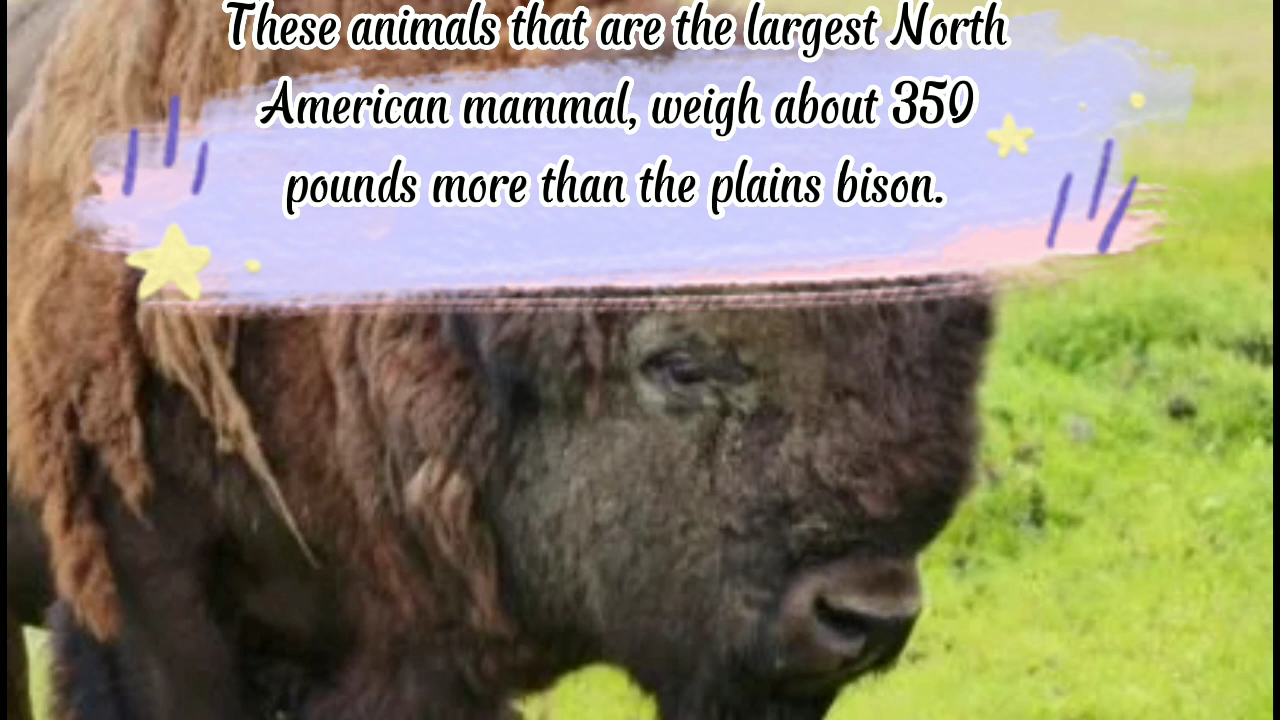 These animals that are the largest North
American mammal, weigh about 350
pounds more than the plains bison.